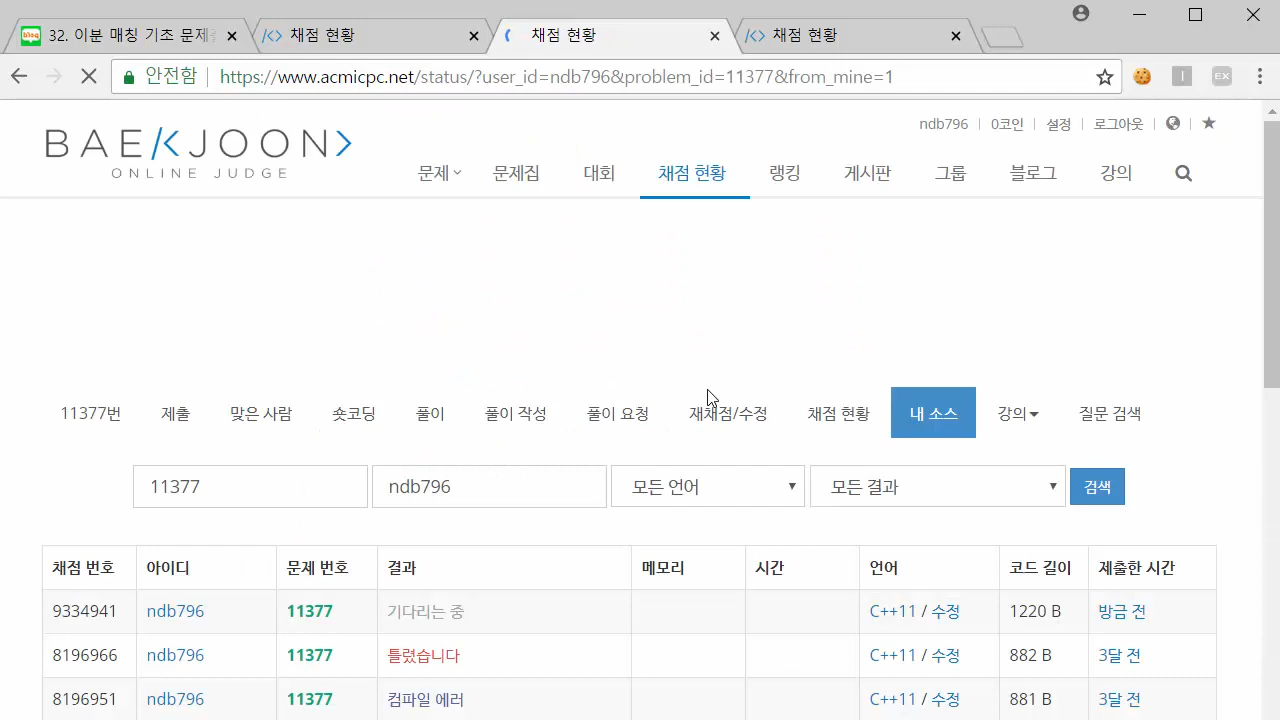 32. 이분 매칭 기초 문제풀
채점 현황
채점 현황
채점 현황
안전함
https://www.acmicpc.net/status/?user_id=ndb796&problem_id=11377&from_mine=1
BAE/<JOON>
ONLINE JUDGE
ndb796
0코인
설정
로그아웃
문제
문제집
대회
채점 현황
랭킹
게시판
그룹
블로그
강의
11377번
제출
맞은 사람
숏코딩
풀이
풀이 작성
풀이 요청
재채점/수정
채점 현황
내 소스
강의
질문 검색
11377
ndb796
모든 언어
모든 결과
검색
채점 번호 아이디 문제 번호 결과 메모리 시간 언어 코드 길이 제출한 시간
9334941 ndb796 11377 기다리는 중 C++11 / 수정 1220 B 방금 전
8196966 ndb796 11377 틀렸습니다 C++11 / 수정 882 B 3달 전
8196951 ndb796 11377 컴파일 에러 C++11 / 수정 881 B 3달 전